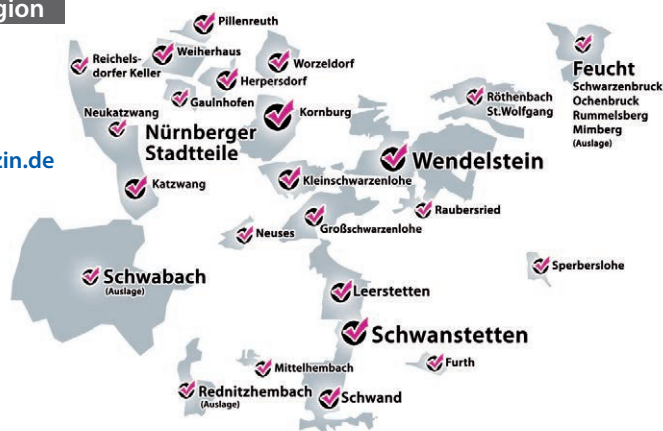 gion
Pillenreuth
Weiherhaus
Reichels-
dorfer Keller
Worzeldorf
Herpersdorf
Gaulnhofen
Neukatzwang
Kornburg
Nürnberger
Stadtteile
Feucht
Schwarzenbruck
Ochenbruck
Rummelsberg
Mimberg
(Auslage)
Röthenbach
St.Wolfgang
zin.de
Wendelstein
Katzwang
Kleinschwarzenlohe
Raubersried
Großschwarzenlohe
Neuses
Schwabach
(Auslage)
Sperberslohe
Leerstetten
Schwanstetten
Furth
Mittelhembach
Rednitzhembach
(Auslage)
Schwand